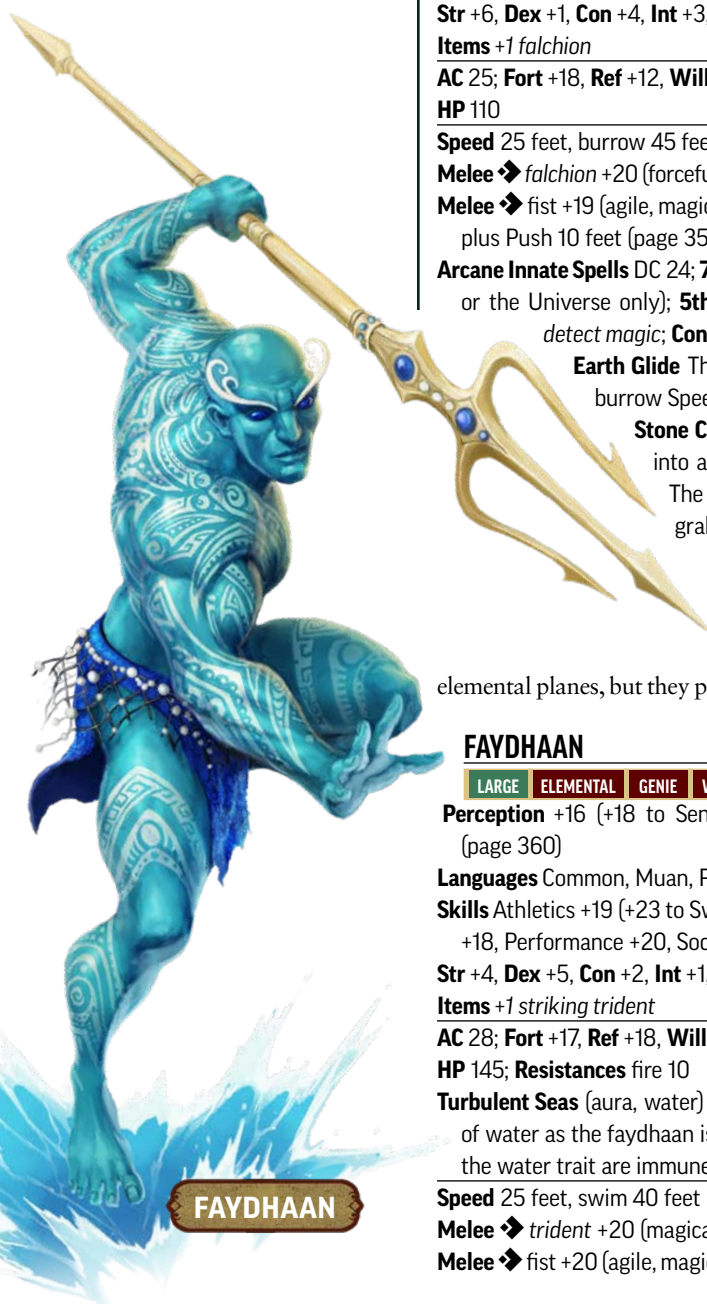 Str +6, Dex +1, Con +4, Int +3,
Items +1 falchion
AC 25; Fort +18, Ref +12, Will
HP 110
Speed 25 feet, burrow 45 fee
Melee ◆ falchion +20 (forcefu
Melee ◆ fist +19 (agile, magic
plus Push 10 feet (page 35
Arcane Innate Spells DC 24; 7
or the Universe only); 5th
detect magic; Con
Earth Glide Th
burrow Spee
Stone C
into a
The
gral
elemental planes, but they p
FAYDHAAN
LARGE ELEMENTAL GENIE
Perception +16 (+18 to Sen
(page 360)
Languages Common, Muan, P
Skills Athletics +19 (+23 to Sw
+18, Performance +20, Soc
Str +4, Dex +5, Con +2, Int +1,
Items +1 striking trident
AC 28; Fort +17, Ref +18, Will
HP 145; Resistances fire 10
Turbulent Seas (aura, water)
of water as the faydhaan is
the water trait are immune
Speed 25 feet, swim 40 feet
Melee ◆ trident +20 (magica
Melee ◆ fist +20 (agile, magi
FAYDHAAN